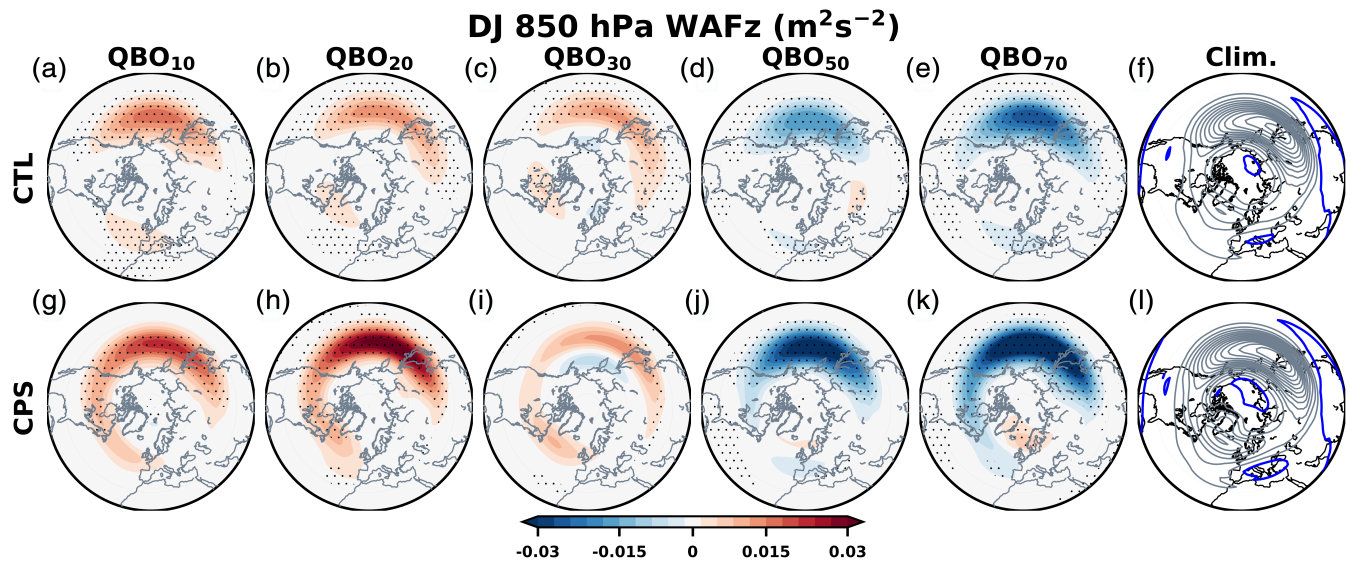 DJ 850 hPa WAFz (m²s⁻²)
(a) QBO₁₀ (b) QBO₂₀ (c) QBO₃₀ (d) QBO₅₀ (e) QBO₇₀ (f) Clim.
CTL
(g) (h) (i) (j) (k) (l)
CPS
-0.03 -0.015 0 0.015 0.03